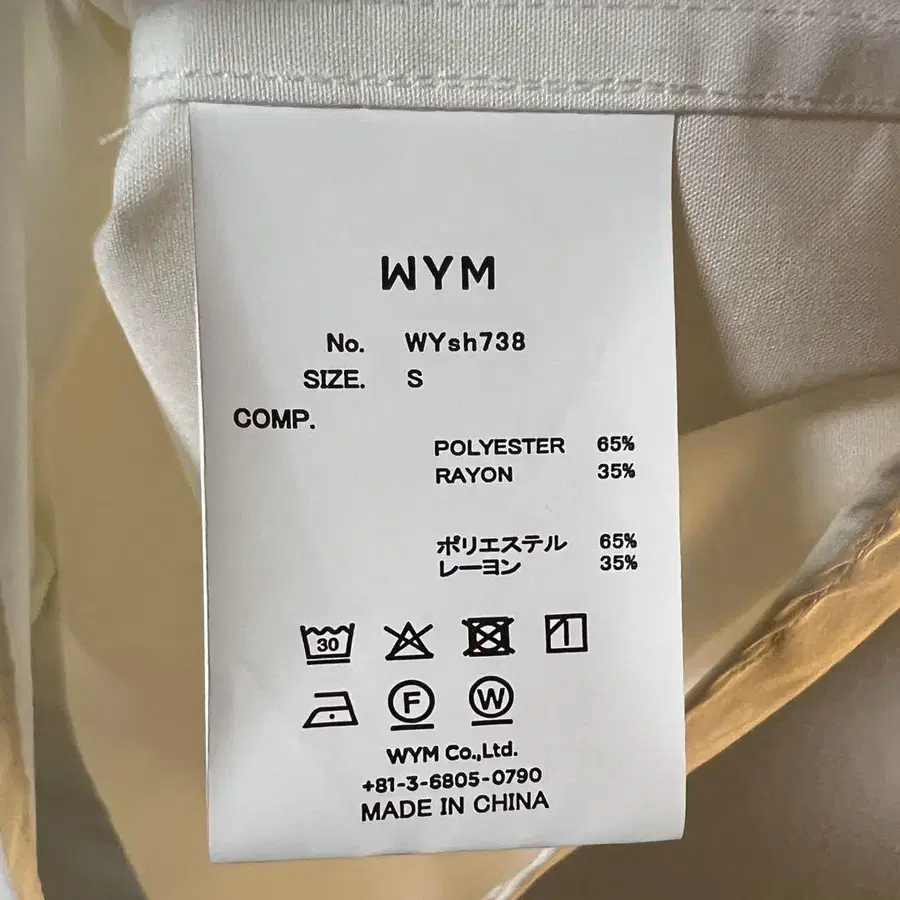 WYM
No. WYsh738
SIZE. S
COMP.
POLYESTER 65%
RAYON 35%
ポリエステル 65%
レーヨン 35%
30
F W
WYM Co.,Ltd.
+81-3-6805-0790
MADE IN CHINA